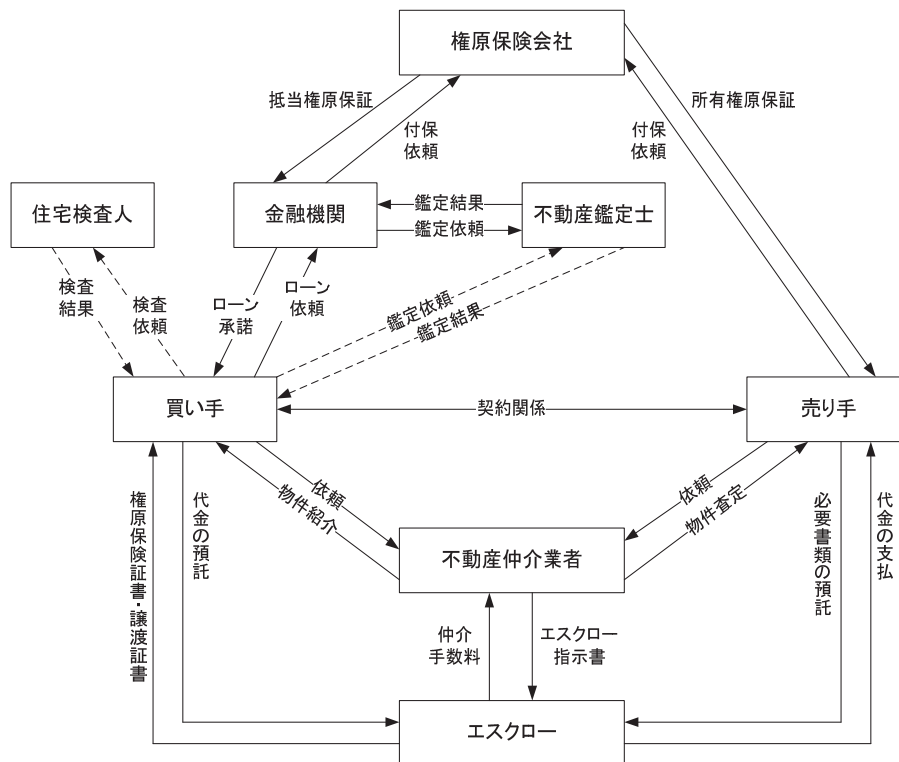 権原保険会社
抵当権原保証
付保
依頼
付保
依頼
所有権原保証
住宅検査人
金融機関
鑑定結果
鑑定依頼
不動産鑑定士
検査
結果
検査
依頼
ローン
承諾
ローン
依頼
鑑定依頼
鑑定結果
買い手
契約関係
売り手
権原保険証書・譲渡証書
代金の預託
依頼
物件紹介
依頼
物件査定
必要書類の預託
代金の支払
不動産仲介業者
仲介
手数料
エスクロー
指示書
エスクロー